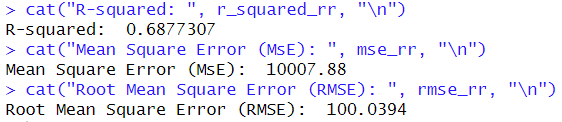 > cat("R-squared: ", r_squared_rr, "\n")
R-squared:  0.6877307
> cat("Mean Square Error (MsE): ", mse_rr, "\n")
Mean Square Error (MsE):  10007.88
> cat("Root Mean Square Error (RMSE): ", rmse_rr, "\n")
Root Mean Square Error (RMSE):  100.0394